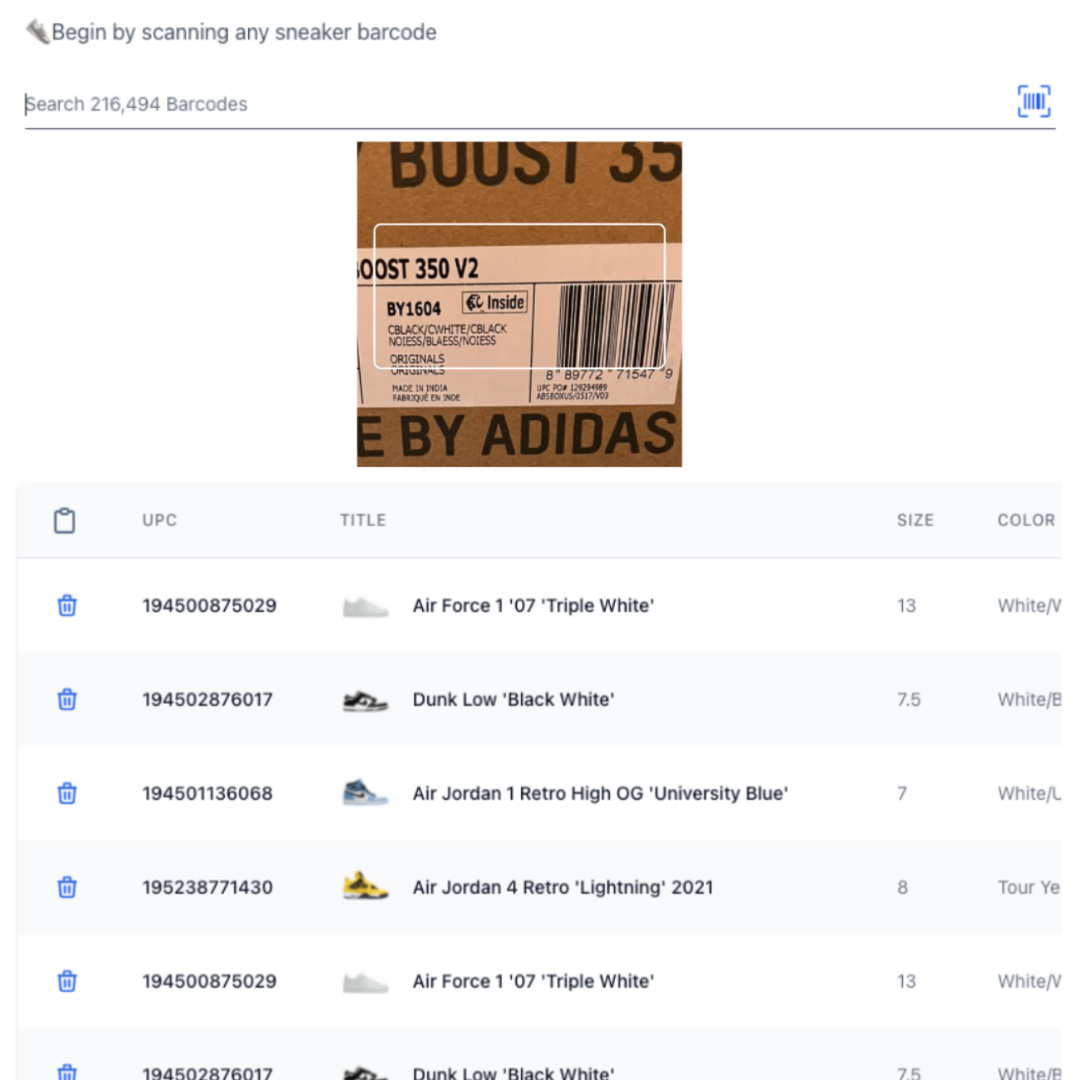 Begin by scanning any sneaker barcode
Search 216,494 Barcodes
BOOST 35
BOOST 350 V2
BY1604
Inside
CBLACK/CWHITE/CBLACK
NOIESS/BLAESS/NOIESS
ORIGINALS
ORIGINALS
MADE IN INDIA
FABRIQUÉ EN INDE
8 89772 71547 9
UPC PO# 129294989
ABSBOXUS/0517/V03
E BY ADIDAS
UPC TITLE SIZE COLOR
194500875029 Air Force 1 '07 'Triple White' 13 White/W
194502876017 Dunk Low 'Black White' 7.5 White/B
194501136068 Air Jordan 1 Retro High OG 'University Blue' 7 White/U
195238771430 Air Jordan 4 Retro 'Lightning' 2021 8 Tour Ye
194500875029 Air Force 1 '07 'Triple White' 13 White/W
194502876017 Dunk Low 'Black White' 7.5 White/B